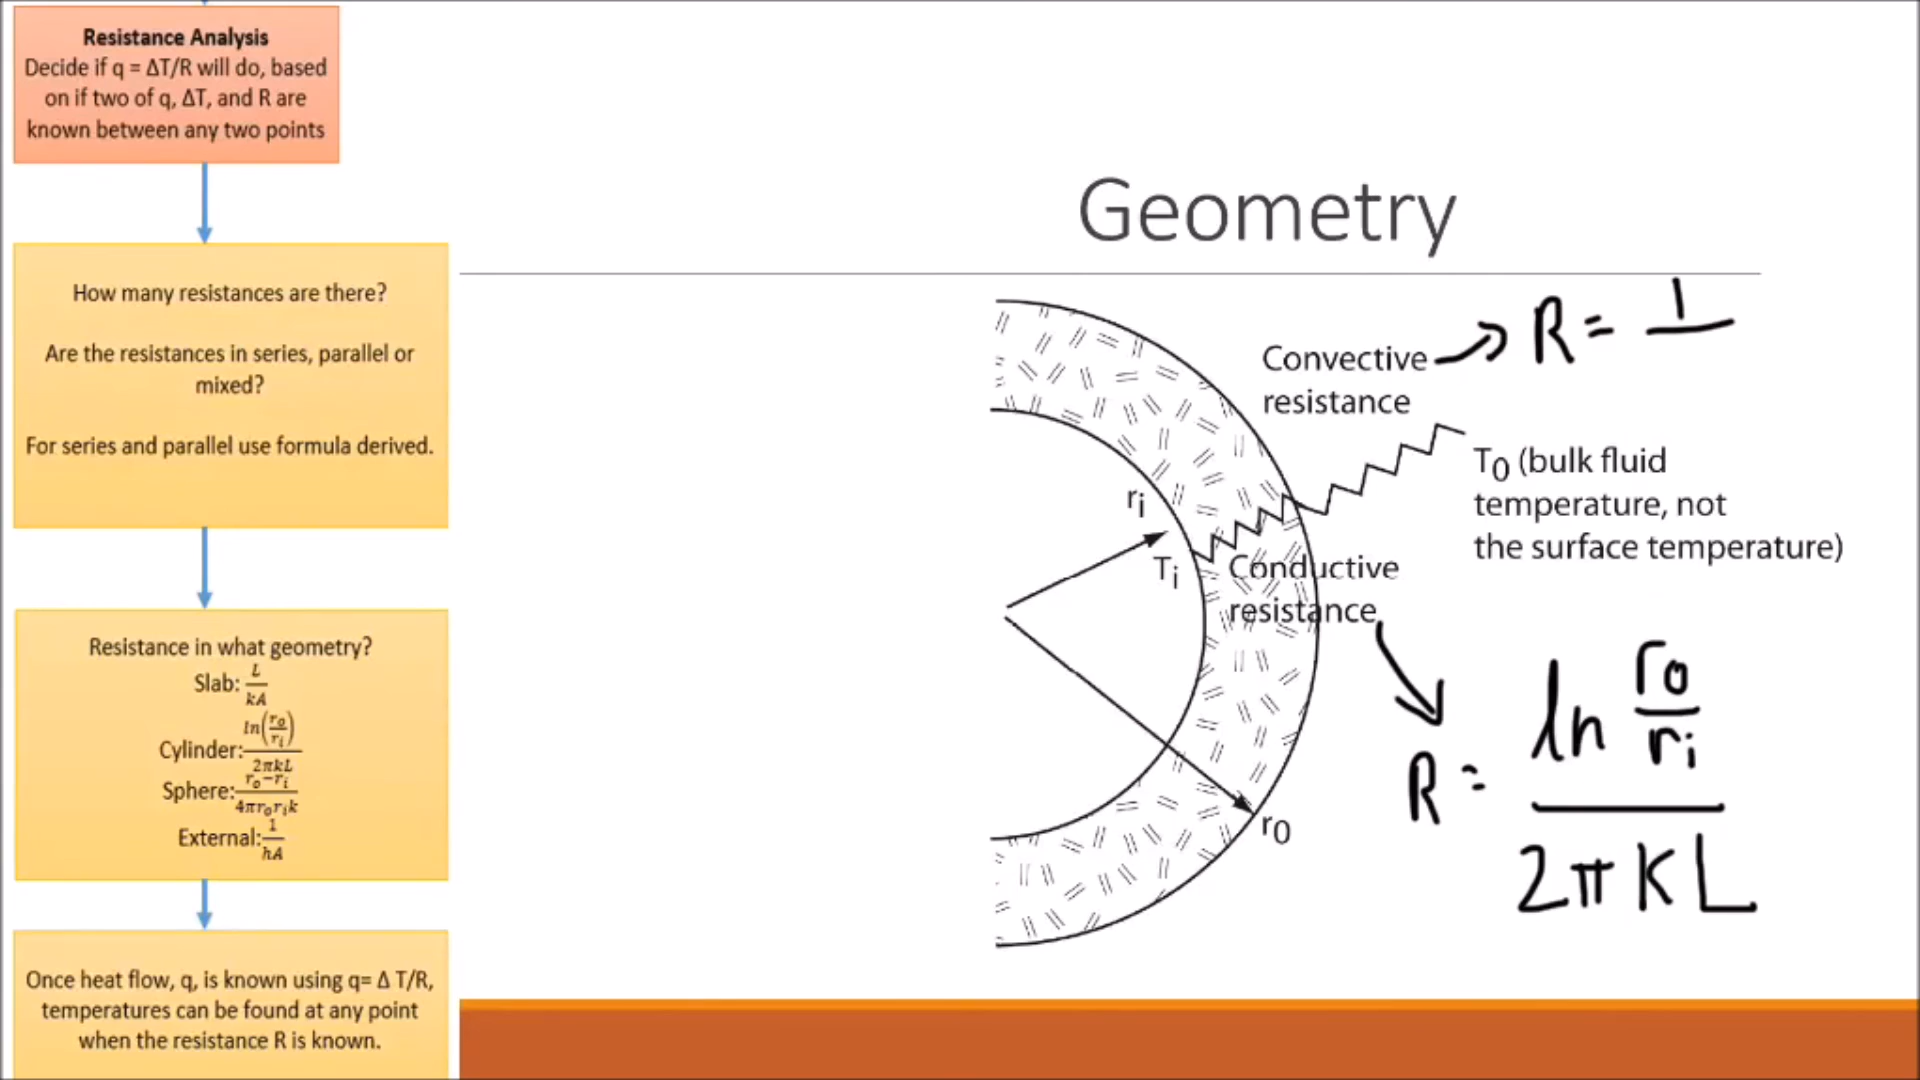 Resistance Analysis
Decide if q = ΔT/R will do, based
on if two of q, ΔT, and R are
known between any two points
How many resistances are there?
Are the resistances in series, parallel or
mixed?
For series and parallel use formula derived.
Resistance in what geometry?
Slab: L/kA
Cylinder: ln(r₀/rᵢ)/2πkL
Sphere: r₀−rᵢ/4πr₀rᵢk
External: 1/hA
Once heat flow, q, is known using q= Δ T/R,
temperatures can be found at any point
when the resistance R is known.
Geometry
Convective
resistance
R = 1
T₀ (bulk fluid
temperature, not
the surface temperature)
rᵢ
Tᵢ
Conductive
resistance
r₀
R = ln r₀/rᵢ
2πKL